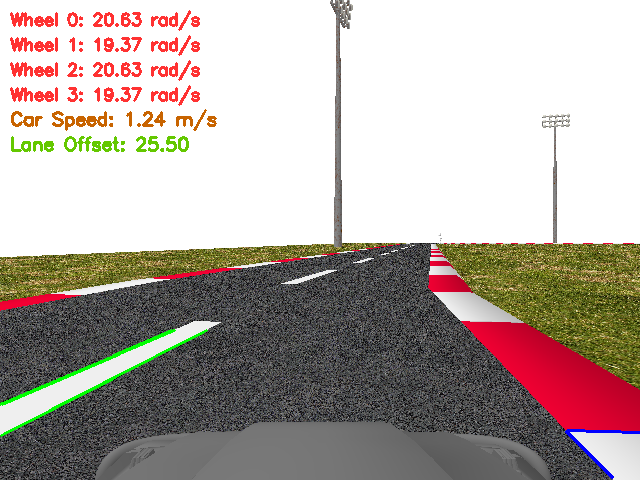 Wheel 0: 20.63 rad/s
Wheel 1: 19.37 rad/s
Wheel 2: 20.63 rad/s
Wheel 3: 19.37 rad/s
Car Speed: 1.24 m/s
Lane Offset: 25.50